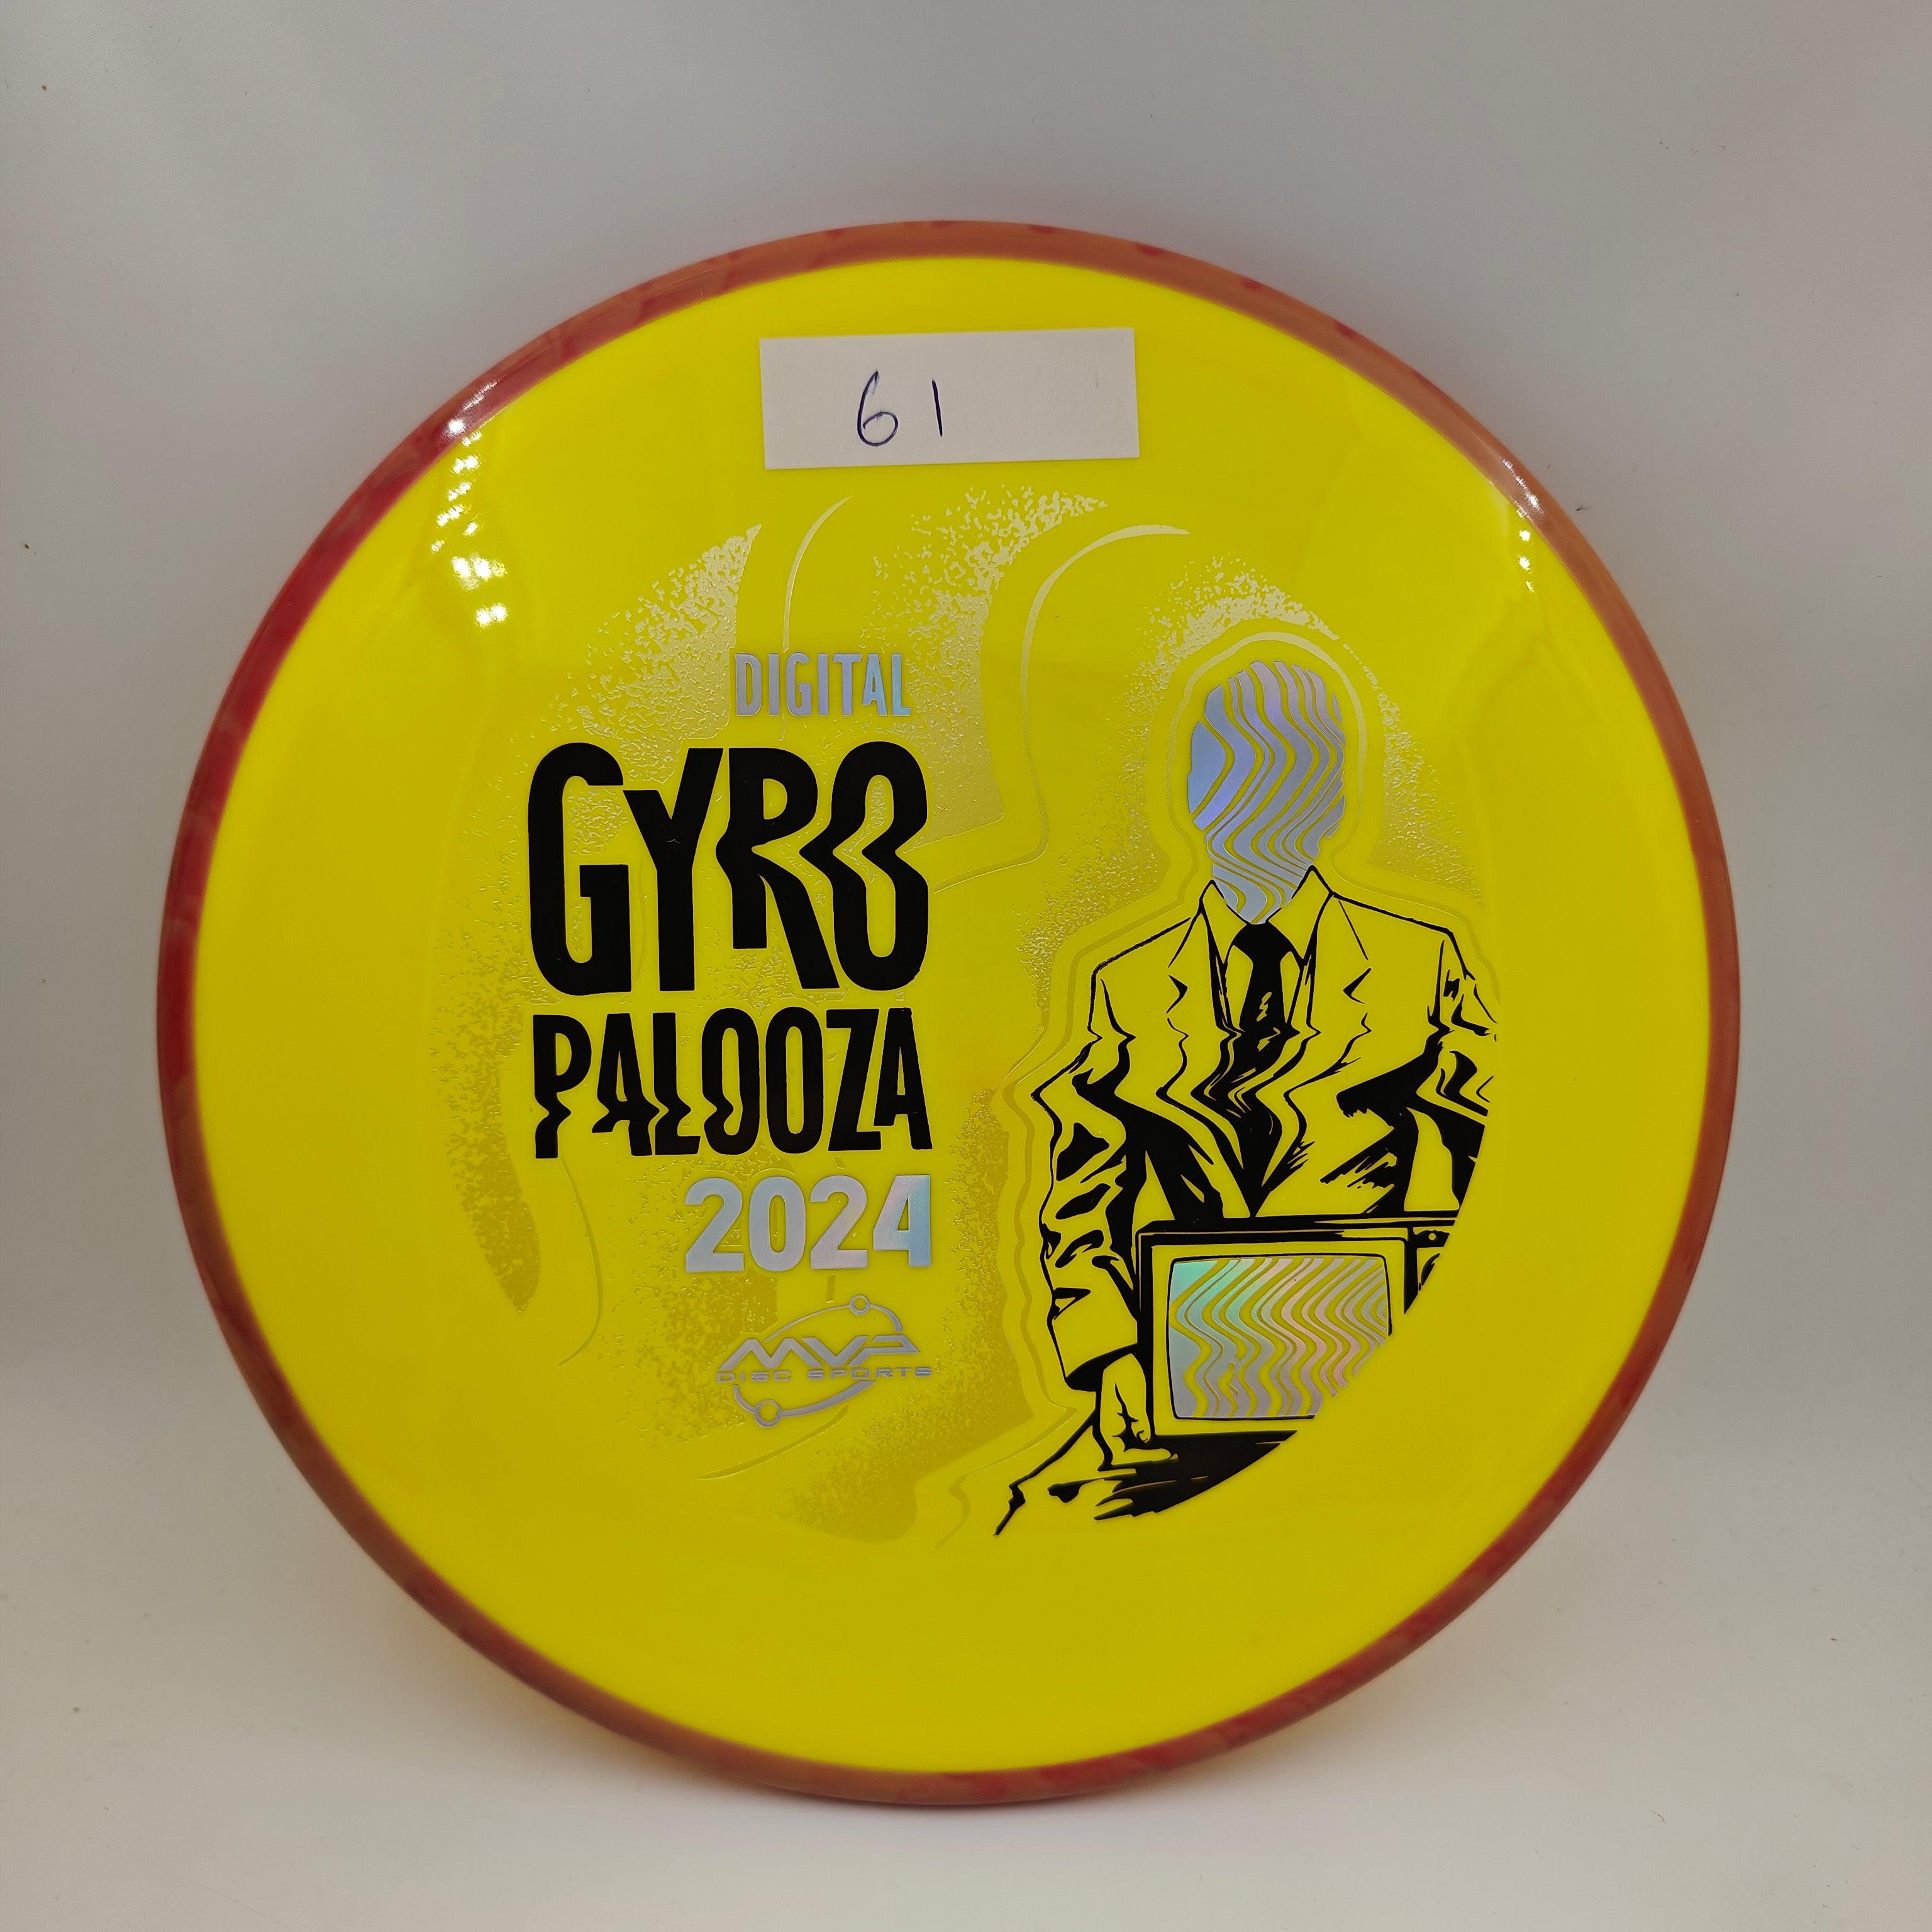 61
DIGITAL
GYRO
PALOOZA
2024
MVP
DISC SPORTS